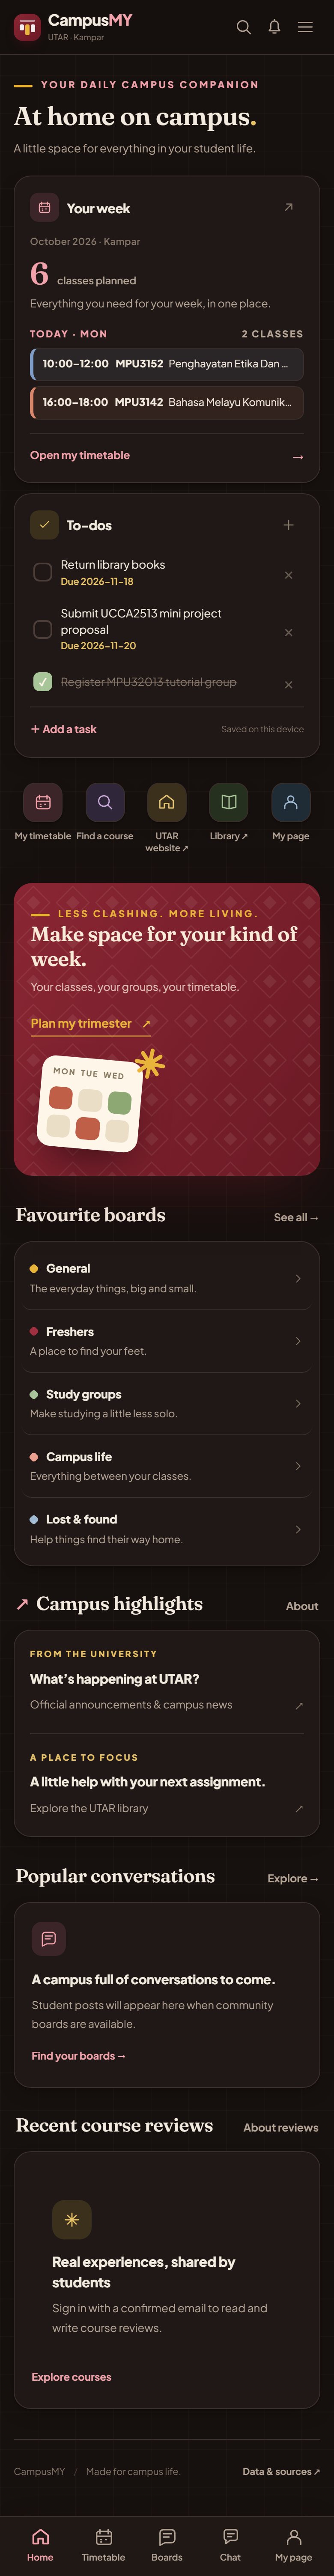 CampusMY
UTAR · Kampar
YOUR DAILY CAMPUS COMPANION
At home on campus.
A little space for everything in your student life.
Your week
October 2026 · Kampar
6 classes planned
Everything you need for your week, in one place.
TODAY · MON 2 CLASSES
10:00–12:00 MPU3152 Penghayatan Etika Dan ...
16:00–18:00 MPU3142 Bahasa Melayu Komunik...
Open my timetable →
To-dos
Return library books
Due 2026-11-18
Submit UCCA2513 mini project
proposal
Due 2026-11-20
Register MPU32013 tutorial group
+ Add a task Saved on this device
My timetable Find a course UTAR website ↗ Library ↗ My page
LESS CLASHING. MORE LIVING.
Make space for your kind of
week.
Your classes, your groups, your timetable.
Plan my trimester ↗
MON TUE WED
Favourite boards See all →
General
The everyday things, big and small.
Freshers
A place to find your feet.
Study groups
Make studying a little less solo.
Campus life
Everything between your classes.
Lost & found
Help things find their way home.
↗ Campus highlights About
FROM THE UNIVERSITY
What's happening at UTAR?
Official announcements & campus news ↗
A PLACE TO FOCUS
A little help with your next assignment.
Explore the UTAR library ↗
Popular conversations Explore →
A campus full of conversations to come.
Student posts will appear here when community
boards are available.
Find your boards →
Recent course reviews About reviews
Real experiences, shared by
students
Sign in with a confirmed email to read and
write course reviews.
Explore courses
CampusMY / Made for campus life. Data & sources ↗
Home Timetable Boards Chat My page